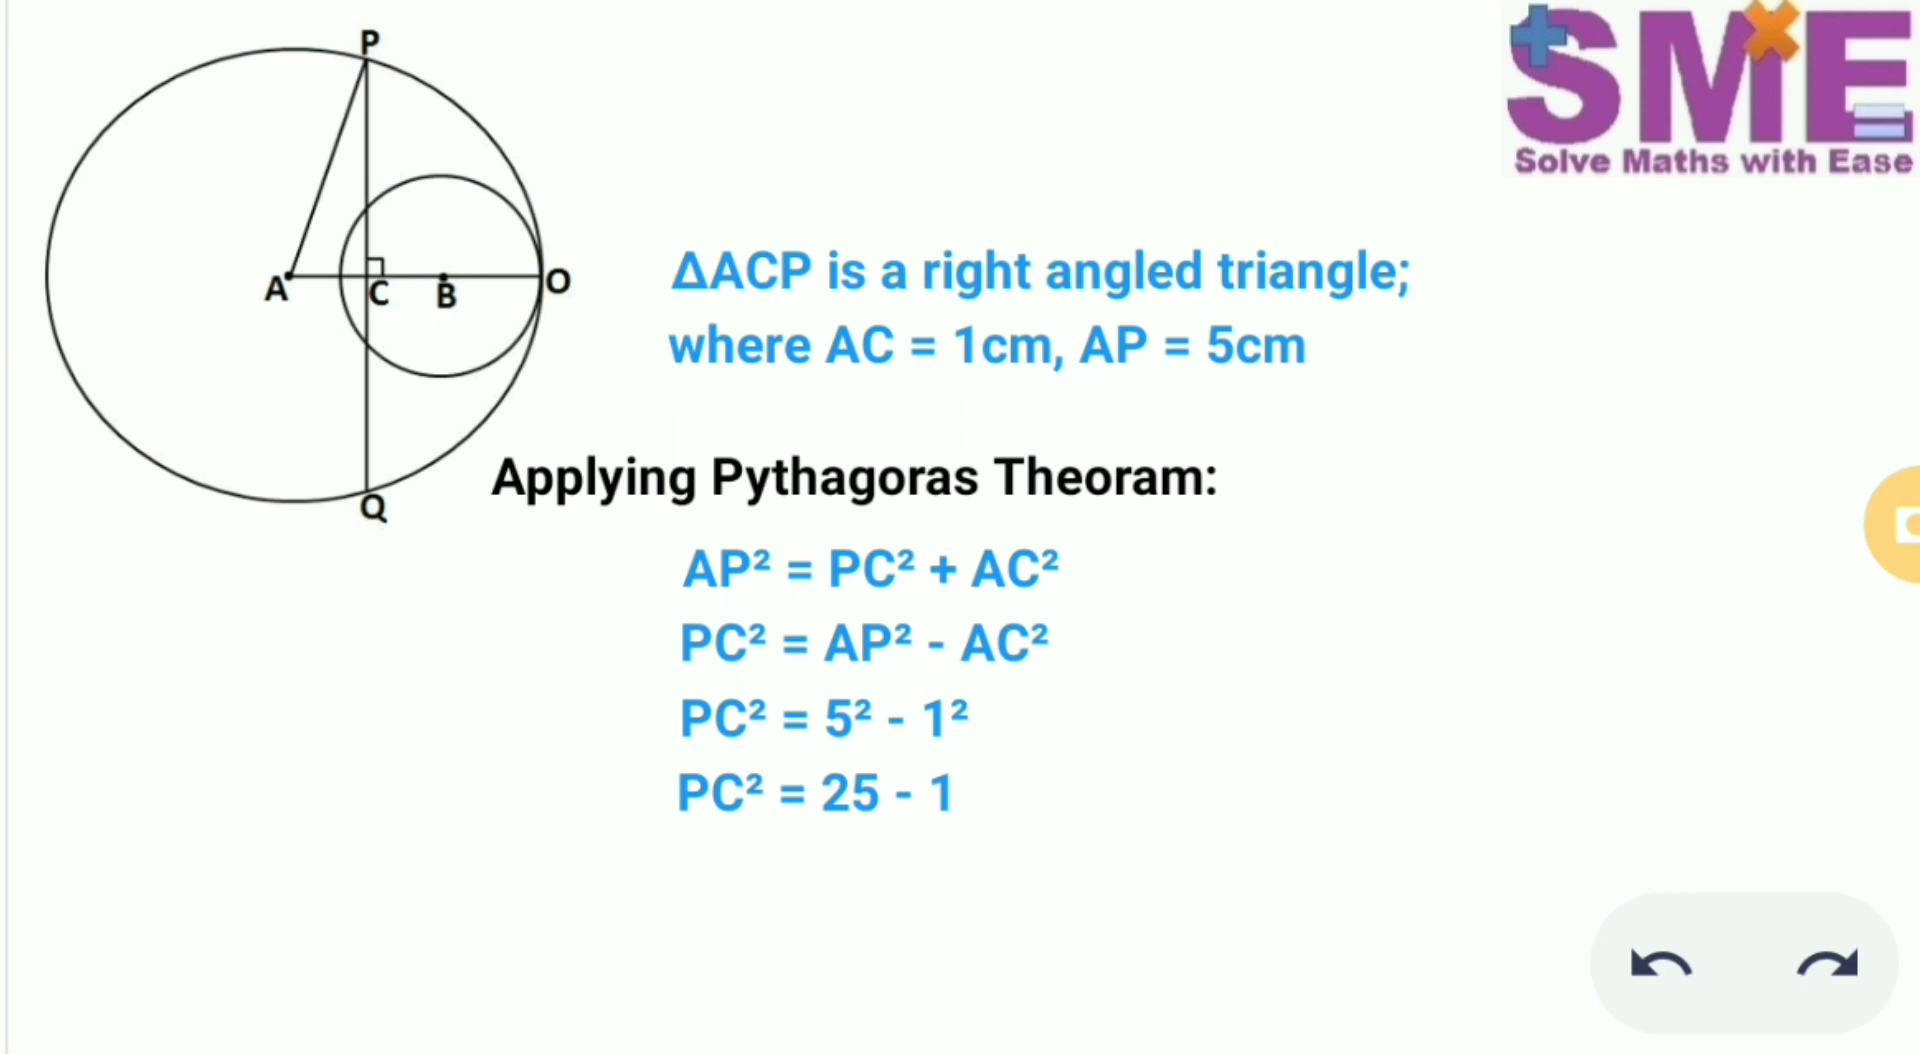 P
A
C
B
O
Q
SME
Solve Maths with Ease
ΔACP is a right angled triangle;
where AC = 1cm, AP = 5cm
Applying Pythagoras Theoram:
AP² = PC² + AC²
PC² = AP² - AC²
PC² = 5² - 1²
PC² = 25 - 1